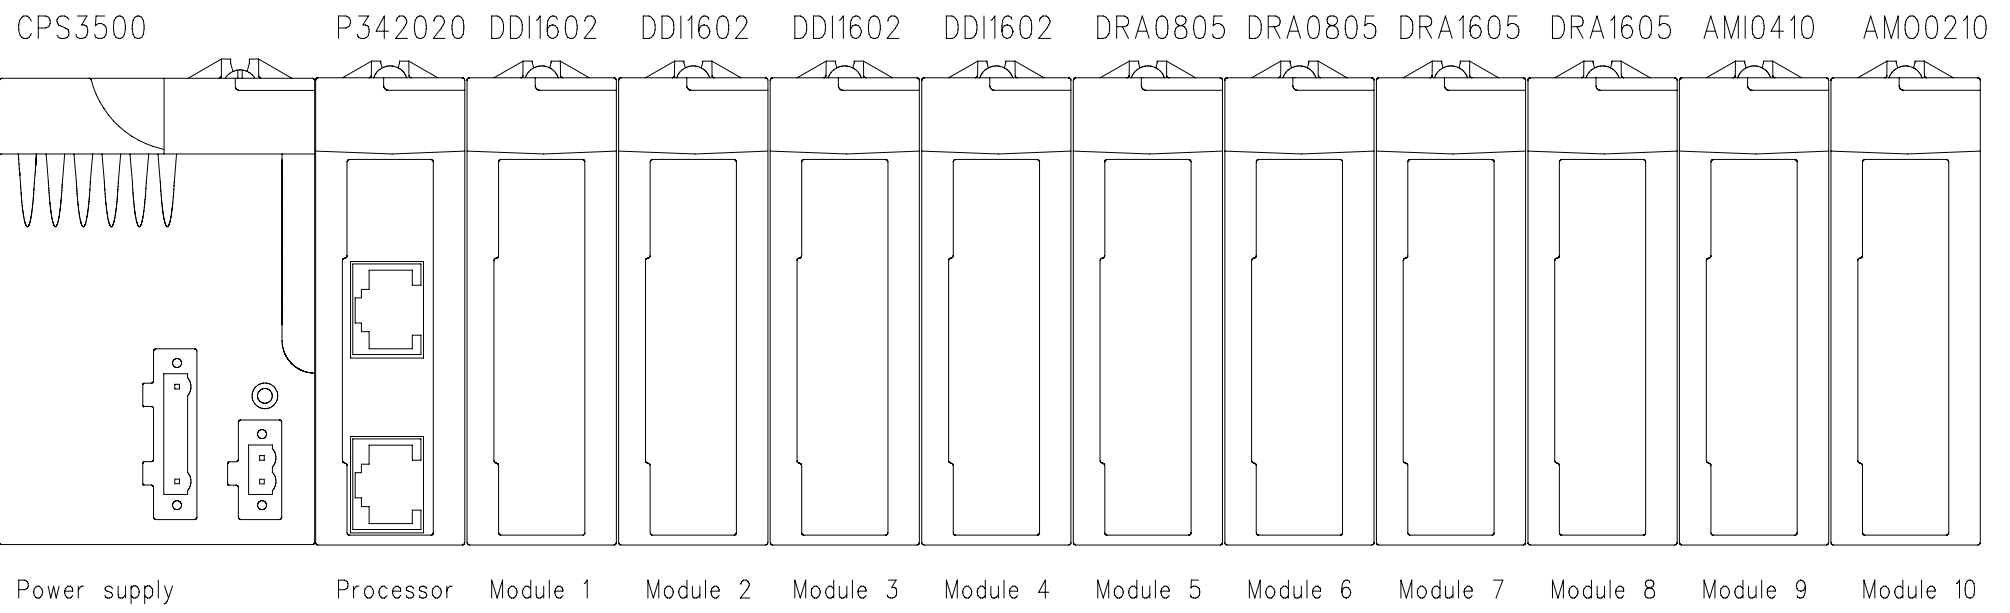 CPS3500 P342020 DDI1602 DDI1602 DDI1602 DDI1602 DRA0805 DRA0805 DRA1605 DRA1605 AMI0410 AMO0210
Power supply Processor Module 1 Module 2 Module 3 Module 4 Module 5 Module 6 Module 7 Module 8 Module 9 Module 10